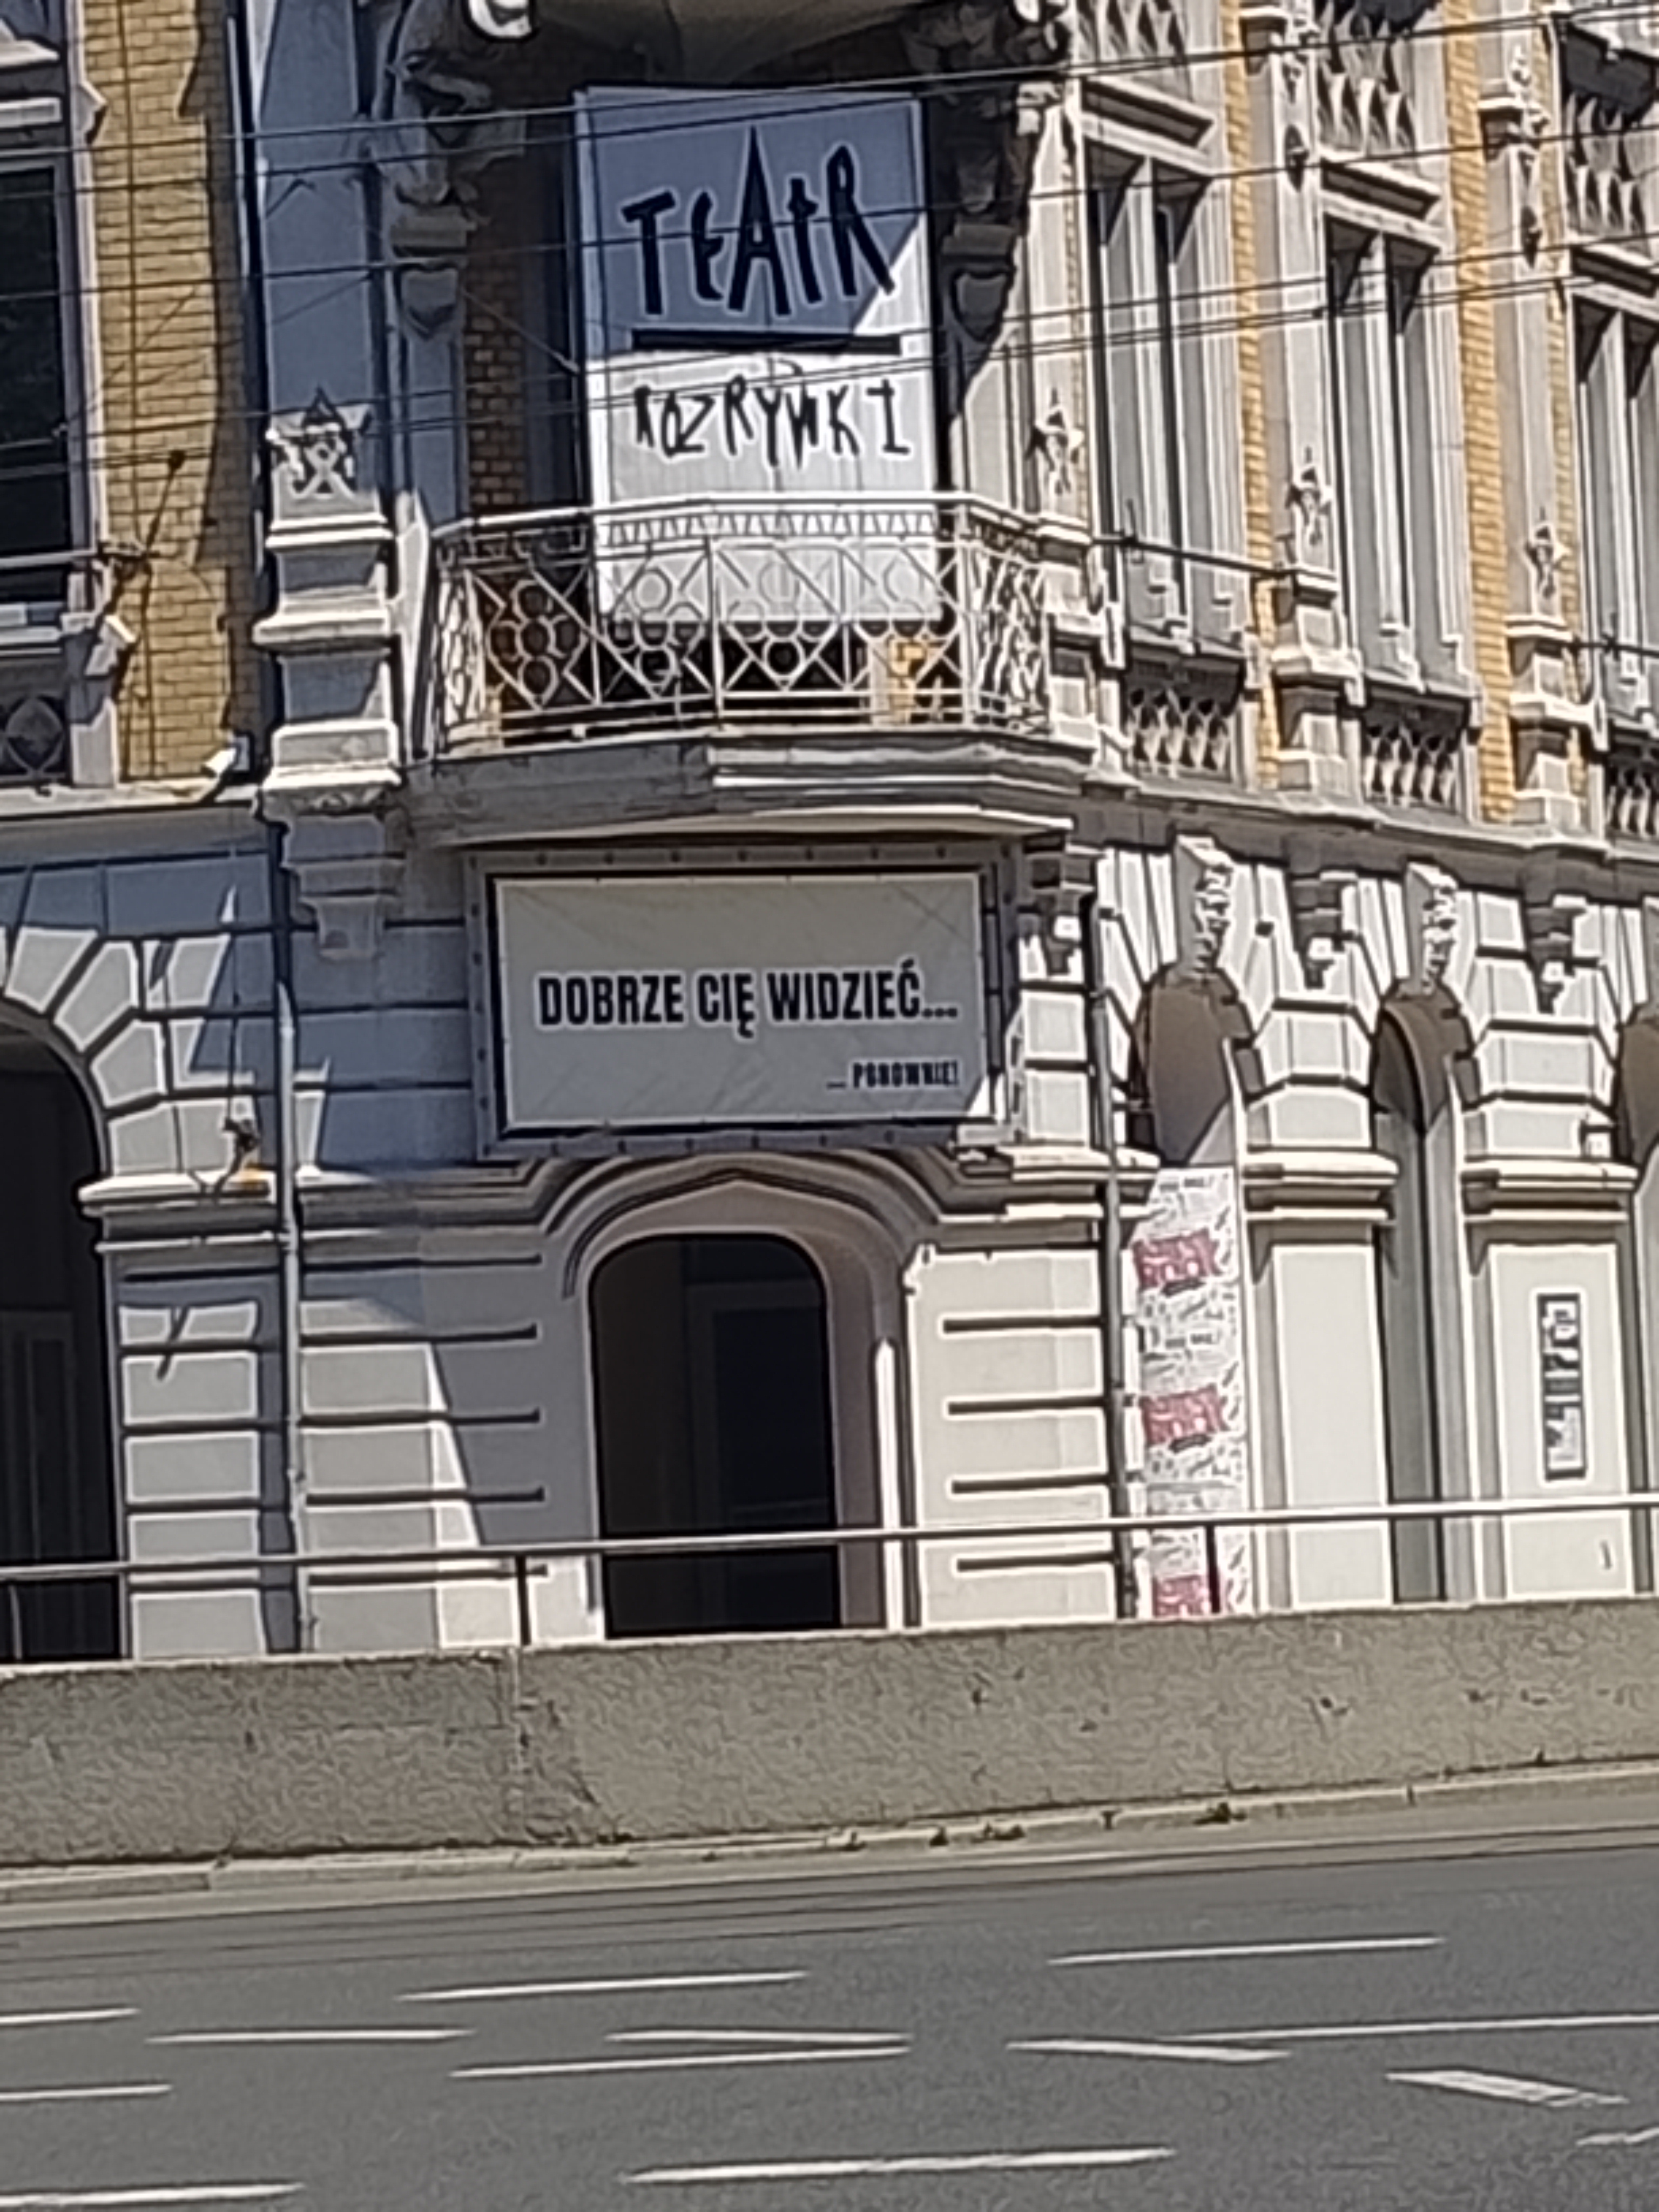 TEAtR
ROZRYWKI
DOBRZE CIĘ WIDZIEĆ...
... PONOWNIE!